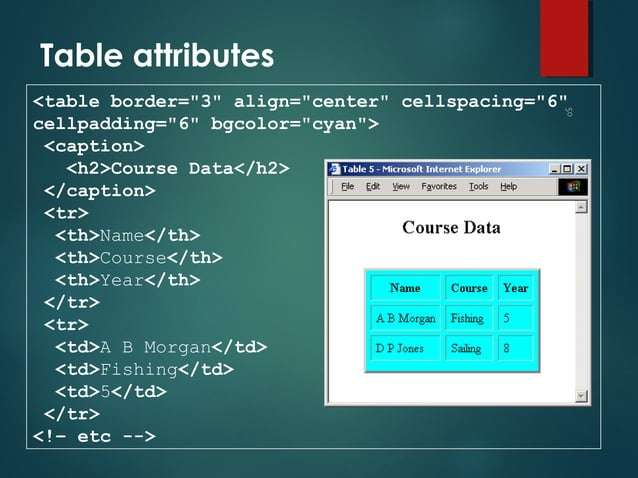 Table attributes
<table border="3" align="center" cellspacing="6"
cellpadding="6" bgcolor="cyan">
<caption>
<h2>Course Data</h2>
</caption>
<tr>
<th>Name</th>
<th>Course</th>
<th>Year</th>
</tr>
<tr>
<td>A B Morgan</td>
<td>Fishing</td>
<td>5</td>
</tr>
<!– etc -->
Table 5 - Microsoft Internet Explorer
File Edit View Favorites Tools Help
Course Data
Name Course Year
A B Morgan Fishing 5
D P Jones Sailing 8